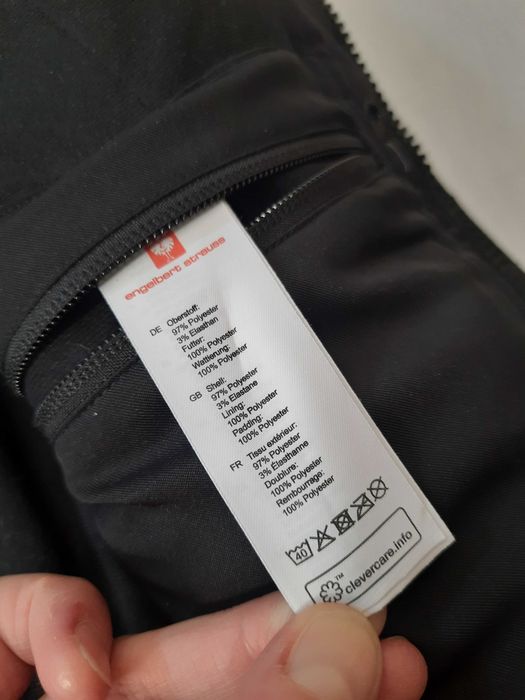 engelbert strauss
DE Oberstoff:
97% Polyester
3% Elasthan
Futter:
100% Polyester
Wattierung:
100% Polyester
GB Shell:
97% Polyester
3% Elastane
Lining:
100% Polyester
Padding:
100% Polyester
FR Tissu extérieur:
97% Polyester
3% Élasthanne
Doublure:
100% Polyester
Rembourrage:
100% Polyester
40
™ clevercare.info